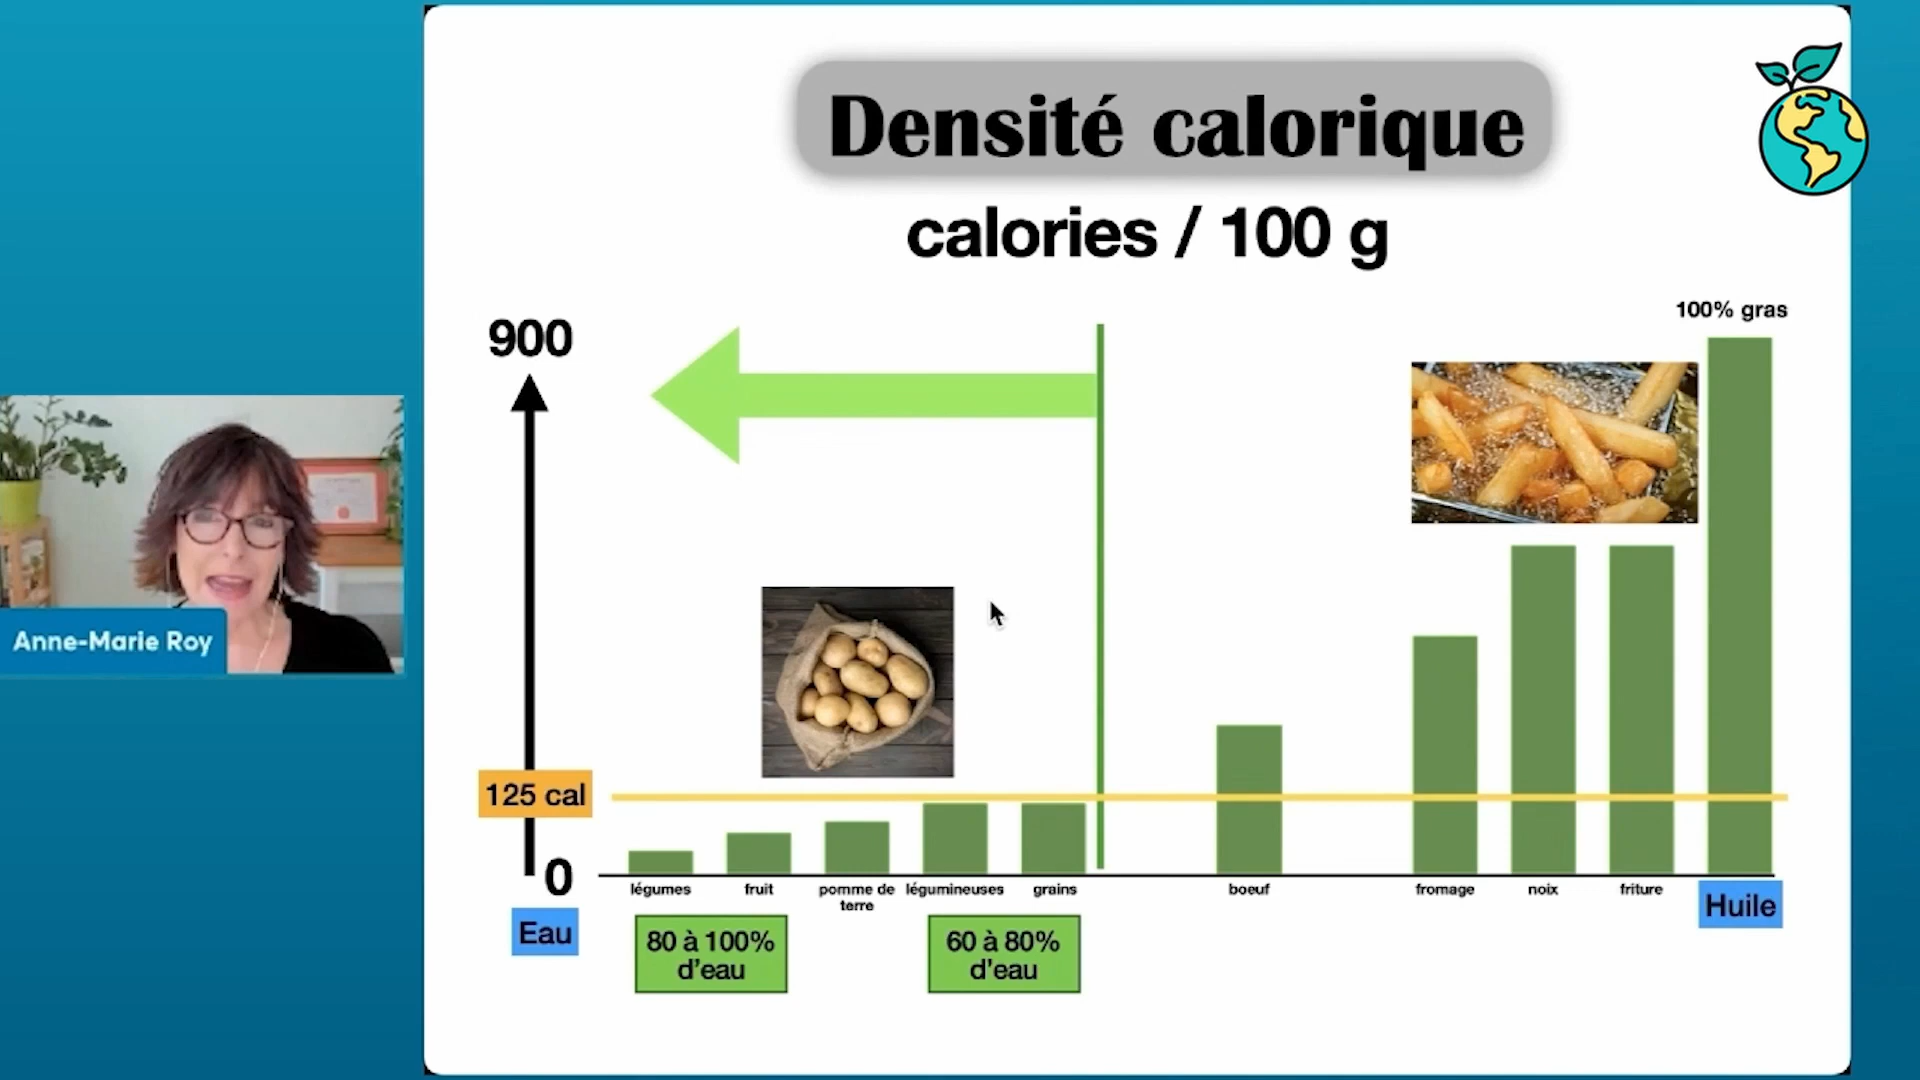 Densité calorique
calories / 100 g
100% gras
900
Anne-Marie Roy
125 cal
0
légumes
fruit
pomme de
terre
légumineuses
grains
boeuf
fromage
noix
friture
Huile
Eau
80 à 100%
d'eau
60 à 80%
d'eau